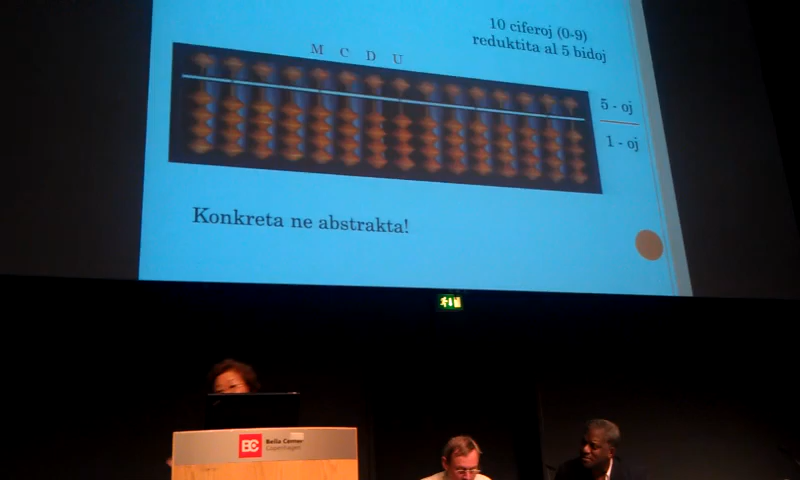 10 ciferoj (0-9)
reduktita al 5 bidoj
M C D U
5 - oj
1 - oj
Konkreta ne abstrakta!
BC
Bella Center
Copenhagen